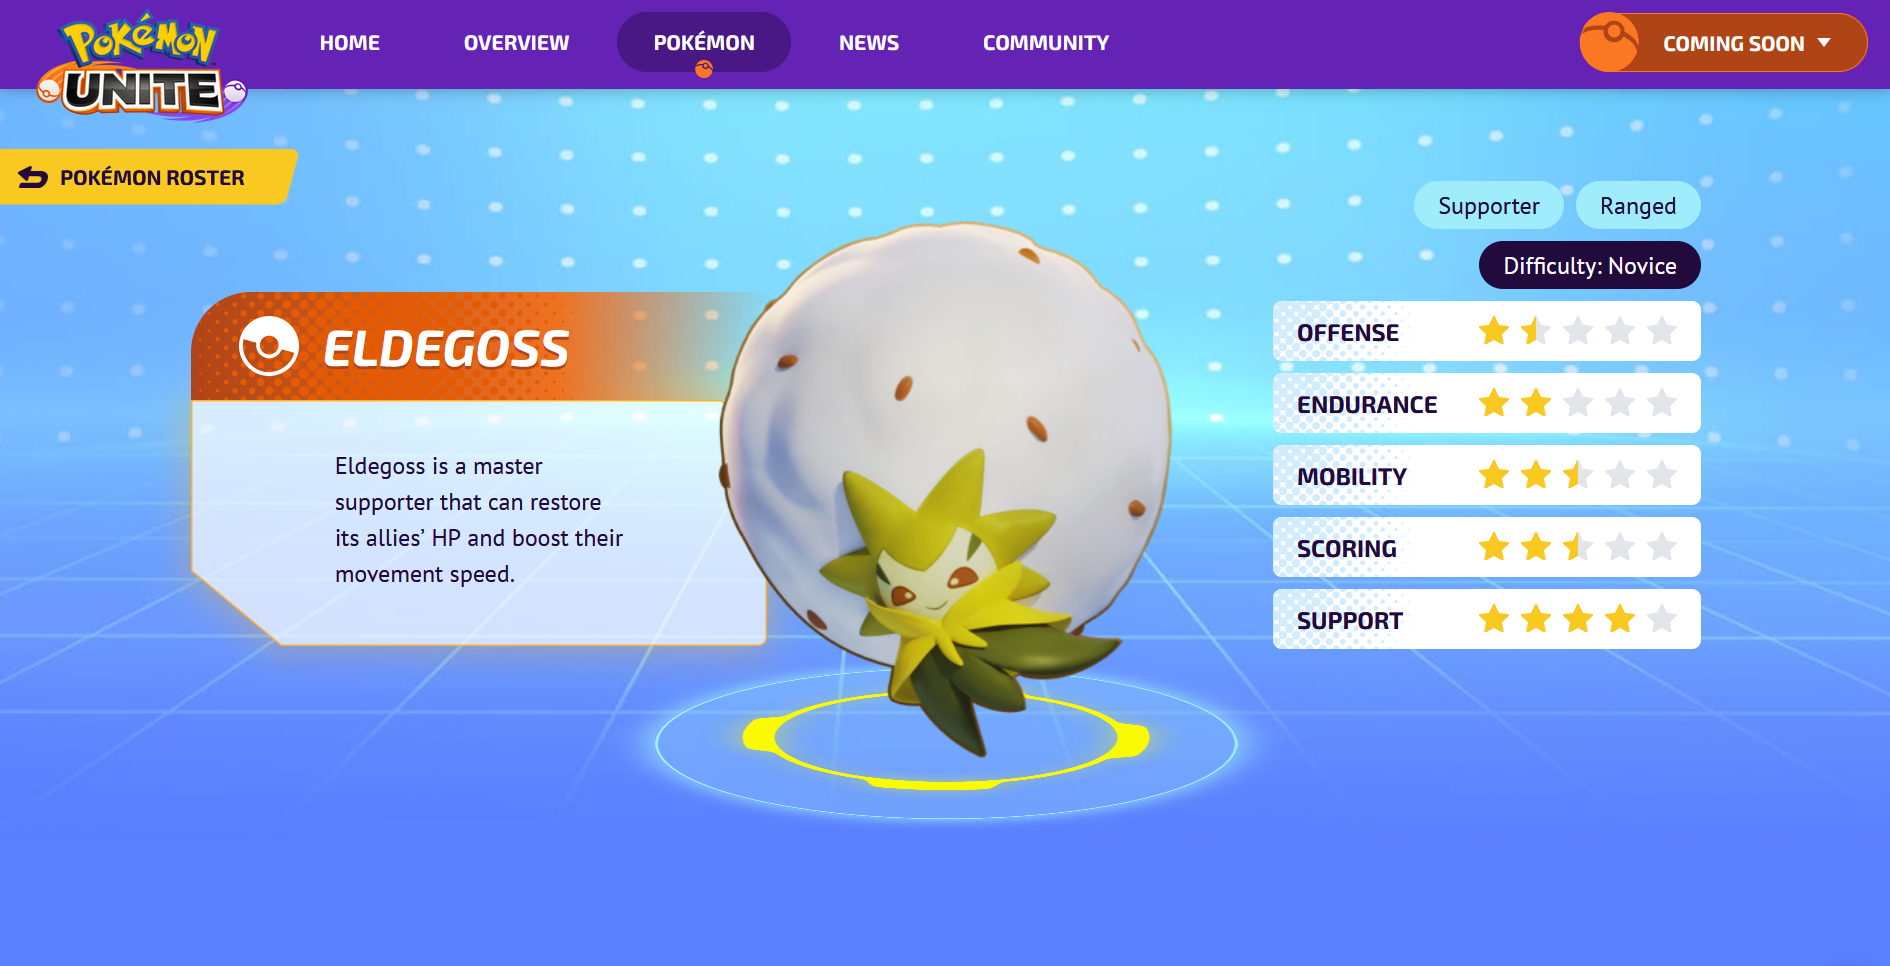 Pokémon
UNITE
HOME
OVERVIEW
POKÉMON
NEWS
COMMUNITY
COMING SOON
POKÉMON ROSTER
ELDEGOSS
Eldegoss is a master
supporter that can restore
its allies’ HP and boost their
movement speed.
Supporter
Ranged
Difficulty: Novice
OFFENSE
ENDURANCE
MOBILITY
SCORING
SUPPORT